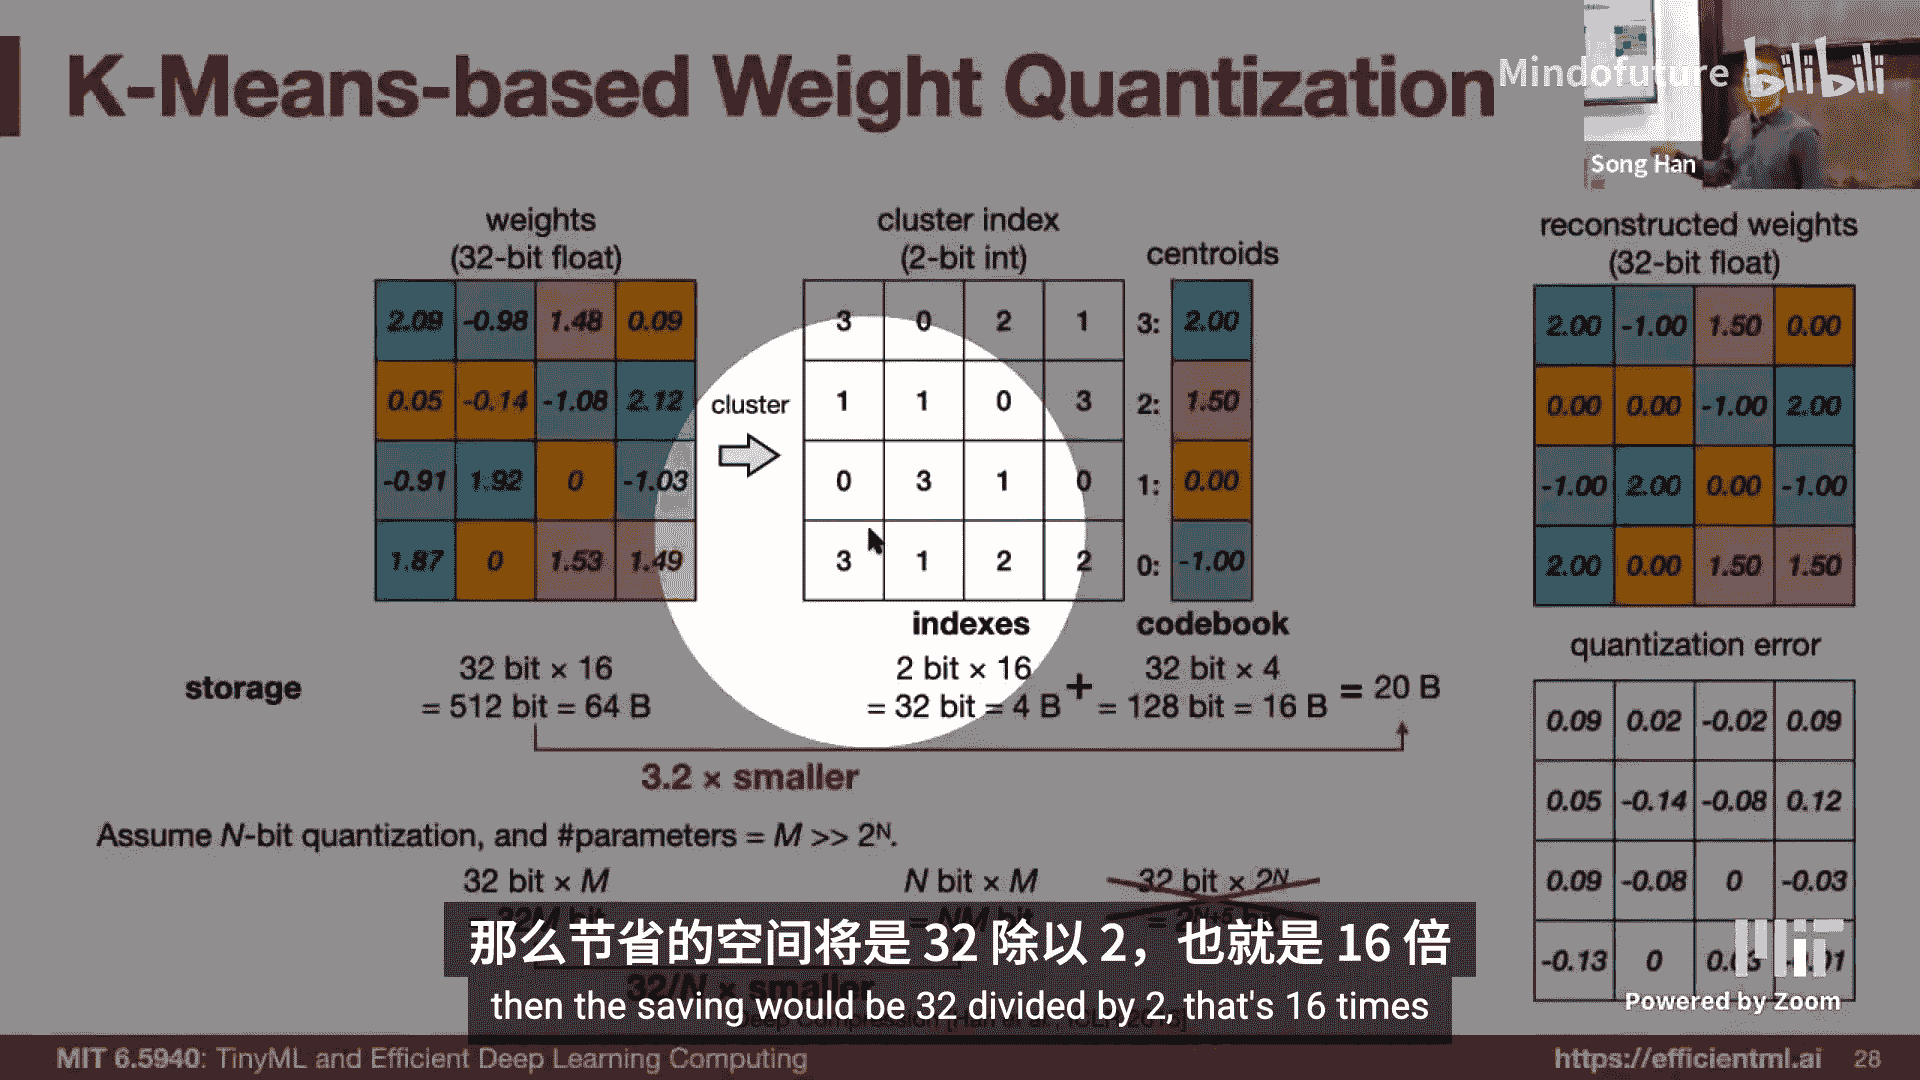 K-Means-based Weight Quantization
Mindofuture
bilibili
Song Han
weights
(32-bit float)
2.09 -0.98 1.48 0.09
0.05 -0.14 -1.08 2.12
-0.91 1.92 0 -1.03
1.87 0 1.53 1.49
cluster
cluster index
(2-bit int)
3 0 2 1
1 1 0 3
0 3 1 0
3 1 2 2
centroids
3: 2.00
2: 1.50
1: 0.00
0: -1.00
reconstructed weights
(32-bit float)
2.00 -1.00 1.50 0.00
0.00 0.00 -1.00 2.00
-1.00 2.00 0.00 -1.00
2.00 0.00 1.50 1.50
indexes
codebook
storage
32 bit × 16
= 512 bit = 64 B
2 bit × 16
= 32 bit = 4 B
+
32 bit × 4
= 128 bit = 16 B
= 20 B
3.2 × smaller
quantization error
0.09 0.02 -0.02 0.09
0.05 -0.14 -0.08 0.12
0.09 -0.08 0 -0.03
-0.13 0
Assume N-bit quantization, and #parameters = M >> 2ᴺ.
32 bit × M
N bit × M
32 bit × 2ᴺ
32/N × smaller
那么节省的空间将是 32 除以 2，也就是 16 倍
then the saving would be 32 divided by 2, that's 16 times
MIT
Powered by Zoom
MIT 6.5940: TinyML and Efficient Deep Learning Computing
https://efficientml.ai
28